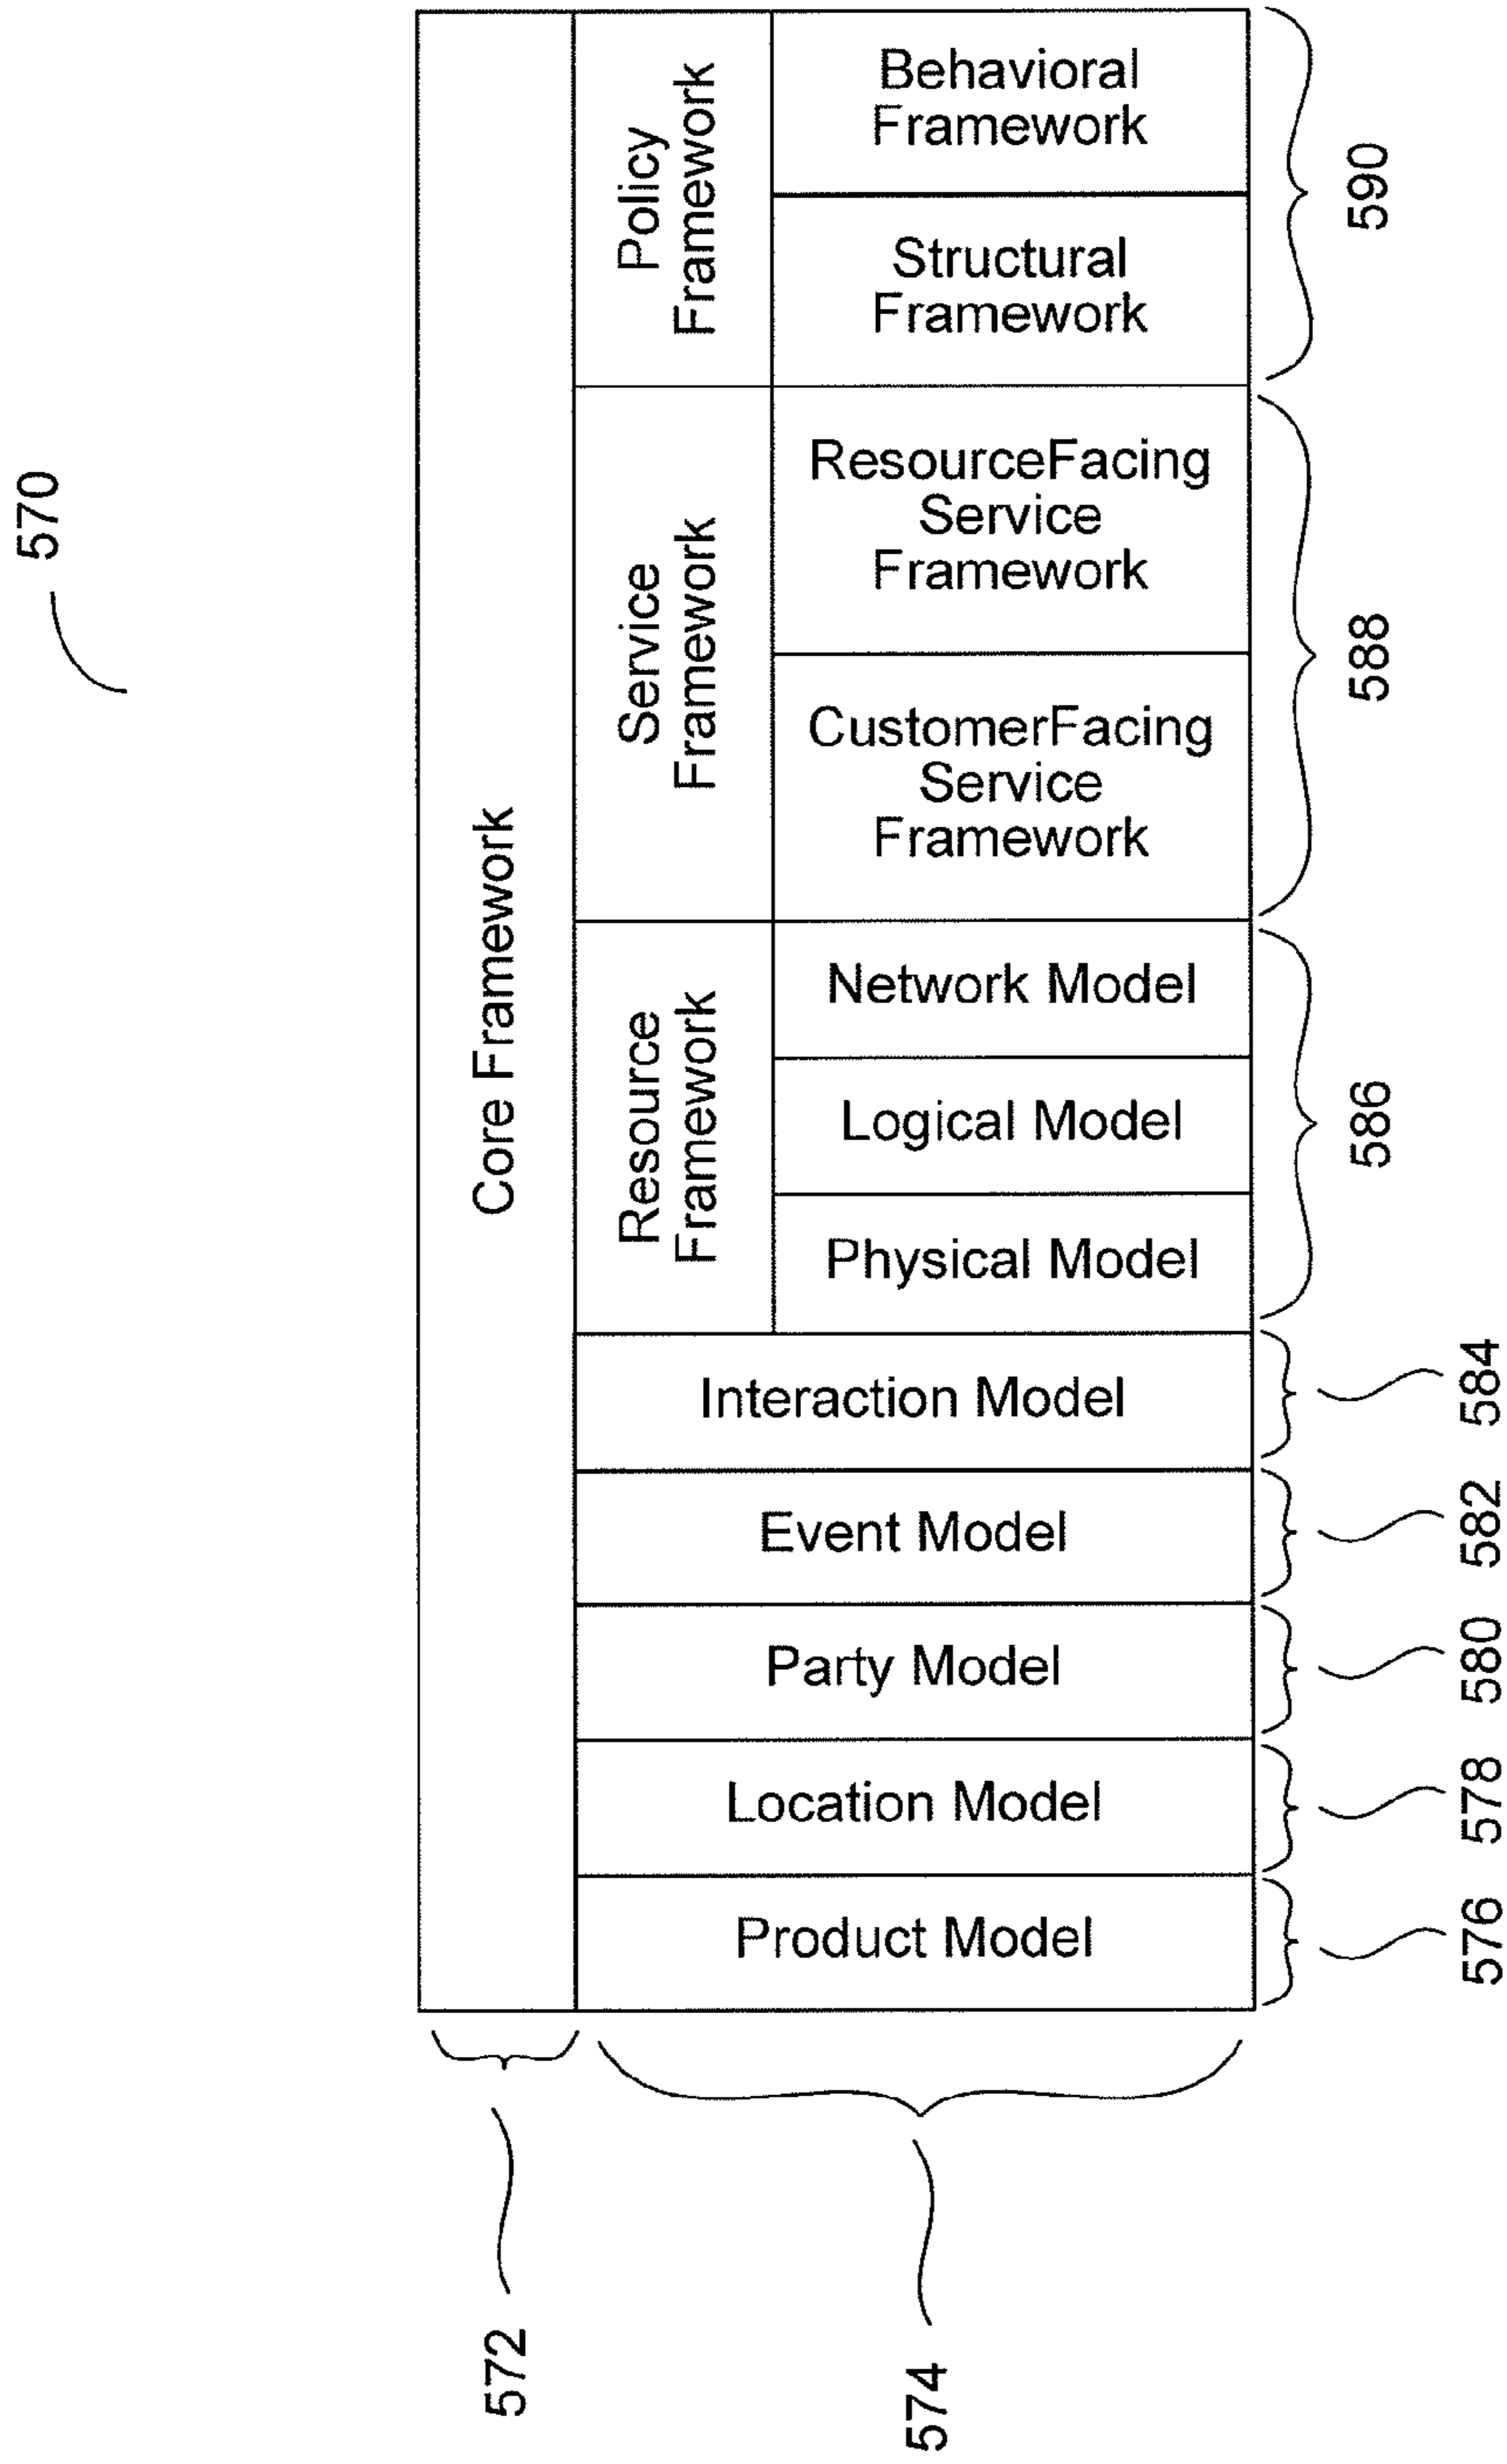 570
Core Framework
Policy
Framework
Behavioral
Framework
Structural
Framework
590
Service
Framework
ResourceFacing
Service
Framework
CustomerFacing
Service
Framework
588
Resource
Framework
Network Model
Logical Model
Physical Model
586
Interaction Model
584
Event Model
582
Party Model
580
Location Model
578
Product Model
576
572
574